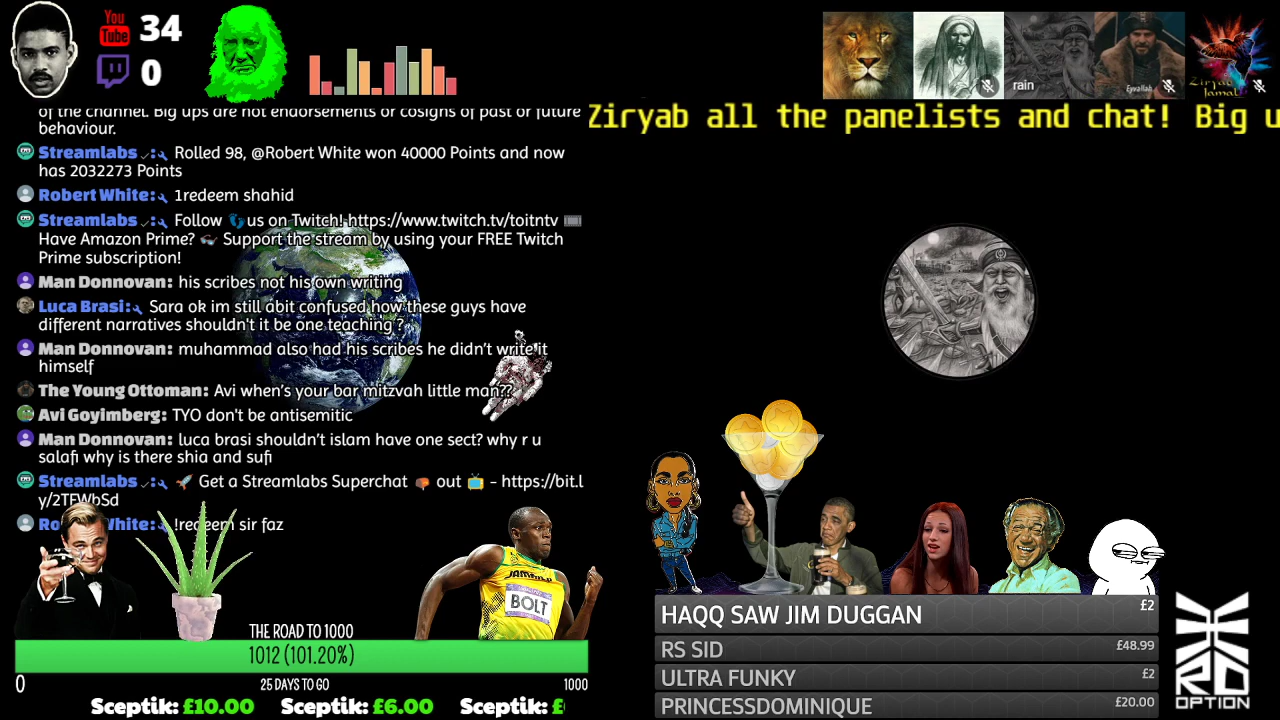 You
Tube
34
0
rain
Eyvallah
Ziryab
Jamal
of the channel. Big ups are not endorsements or cosigns of past or future
behaviour.
Ziryab all the panelists and chat! Big u
Streamlabs : Rolled 98, @Robert White won 40000 Points and now
has 2032273 Points
Robert White: 1redeem shahid
Streamlabs : Follow us on Twitch! https://www.twitch.tv/toitntv
Have Amazon Prime? Support the stream by using your FREE Twitch
Prime subscription!
Man Donnovan: his scribes not his own writing
Luca Brasi: Sara ok im still abit confused how these guys have
different narratives shouldn't it be one teaching ?
Man Donnovan: muhammad also had his scribes he didn't write it
himself
The Young Ottoman: Avi when's your bar mitzvah little man??
Avi Goyimberg: TYO don't be antisemitic
Man Donnovan: luca brasi shouldn't islam have one sect? why r u
salafi why is there shia and sufi
Streamlabs : Get a Streamlabs Superchat out - https://bit.l
y/2TFWbSd
Ro White: !redeem sir faz
JAMAICA
BOLT
THE ROAD TO 1000
1012 (101.20%)
0
25 DAYS TO GO
1000
Sceptik: £10.00 Sceptik: £6.00 Sceptik: £
HAQQ SAW JIM DUGGAN £2
RS SID £48.99
ULTRA FUNKY £2
PRINCESSDOMINIQUE £20.00
OPTION